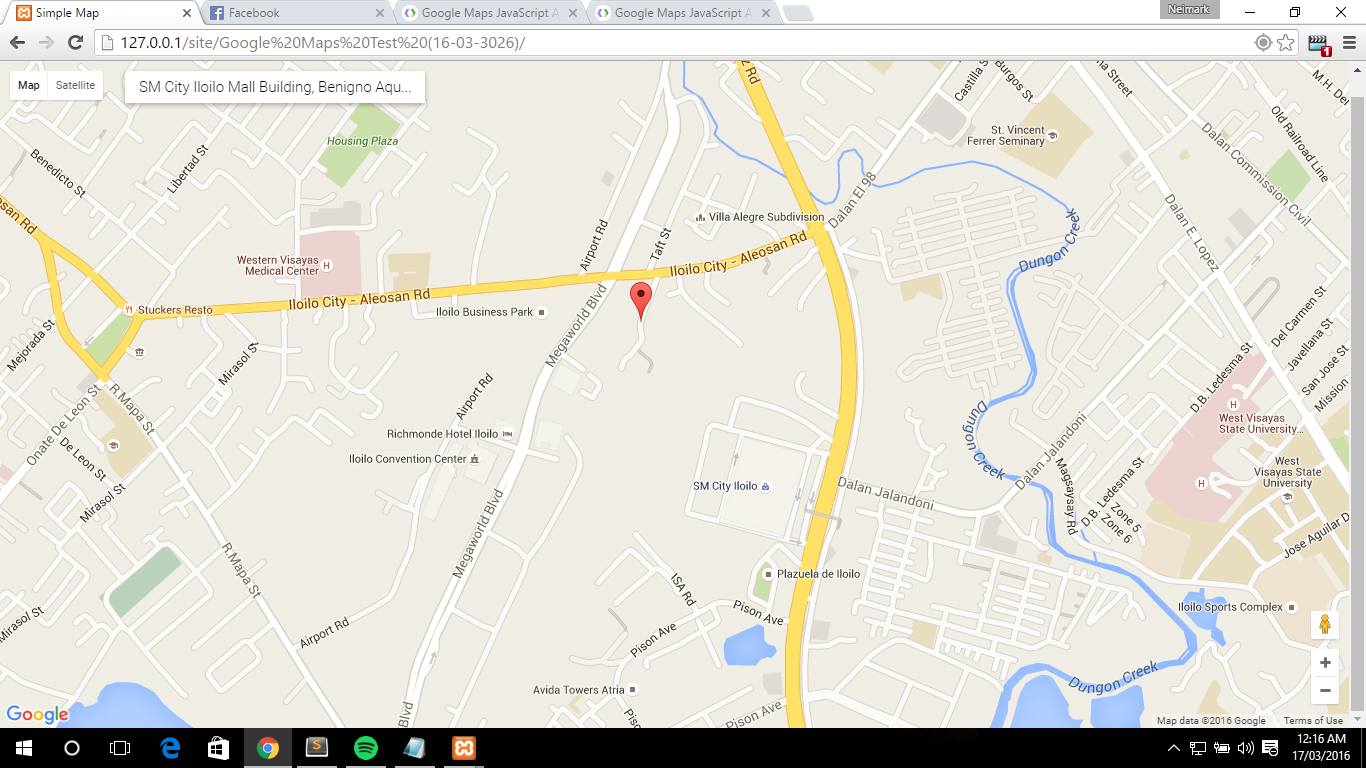 Simple Map
Facebook
Google Maps JavaScript A
Google Maps JavaScript A
Neimark
127.0.0.1/site/Google%20Maps%20Test%20(16-03-3026)/
1
Map
Satellite
SM City Iloilo Mall Building, Benigno Aqu...
Housing Plaza
Benedicto St
Libertad St
Castilla S
Burgos St
St. Vincent
Ferrer Seminary
Old Railroad Line
M.H. Del
Dalan Commission Civil
Dalan E. Lopez
Dalan El 98
Villa Alegre Subdivision
Taft St
Airport Rd
Western Visayas
Medical Center
H
Iloilo City - Aleosan Rd
Iloilo City - Aleosan Rd
osan Rd
Stuckers Resto
Iloilo Business Park
Megaworld Blvd
Dungon Creek
Mejorada St
Mirasol St
Del Carmen St
Javellana St
San Jose St
Mission
D.B. Ledesma St
H
West Visayas
State University...
R.Mapa St
Onate De Leon St
De Leon St
Airport Rd
Richmonde Hotel Iloilo
Iloilo Convention Center
Dungon Creek
Dalan Jalandoni
Magsaysay Rd
D.B. Ledesma St
Zone 5
Zone 6
West
Visayas State
University
H
SM City Iloilo
Dalan Jalandoni
Mirasol St
Megaworld Blvd
Jose Aguilar D
R.Mapa St
Plazuela de Iloilo
ISA Rd
Pison Ave
Iloilo Sports Complex
Mirasol St
Airport Rd
Pison Ave
Dungon Creek
Avida Towers Atria
Blvd
Piso
Pison Ave
Google
Map data ©2016 Google
Terms of Use
12:16 AM
17/03/2016